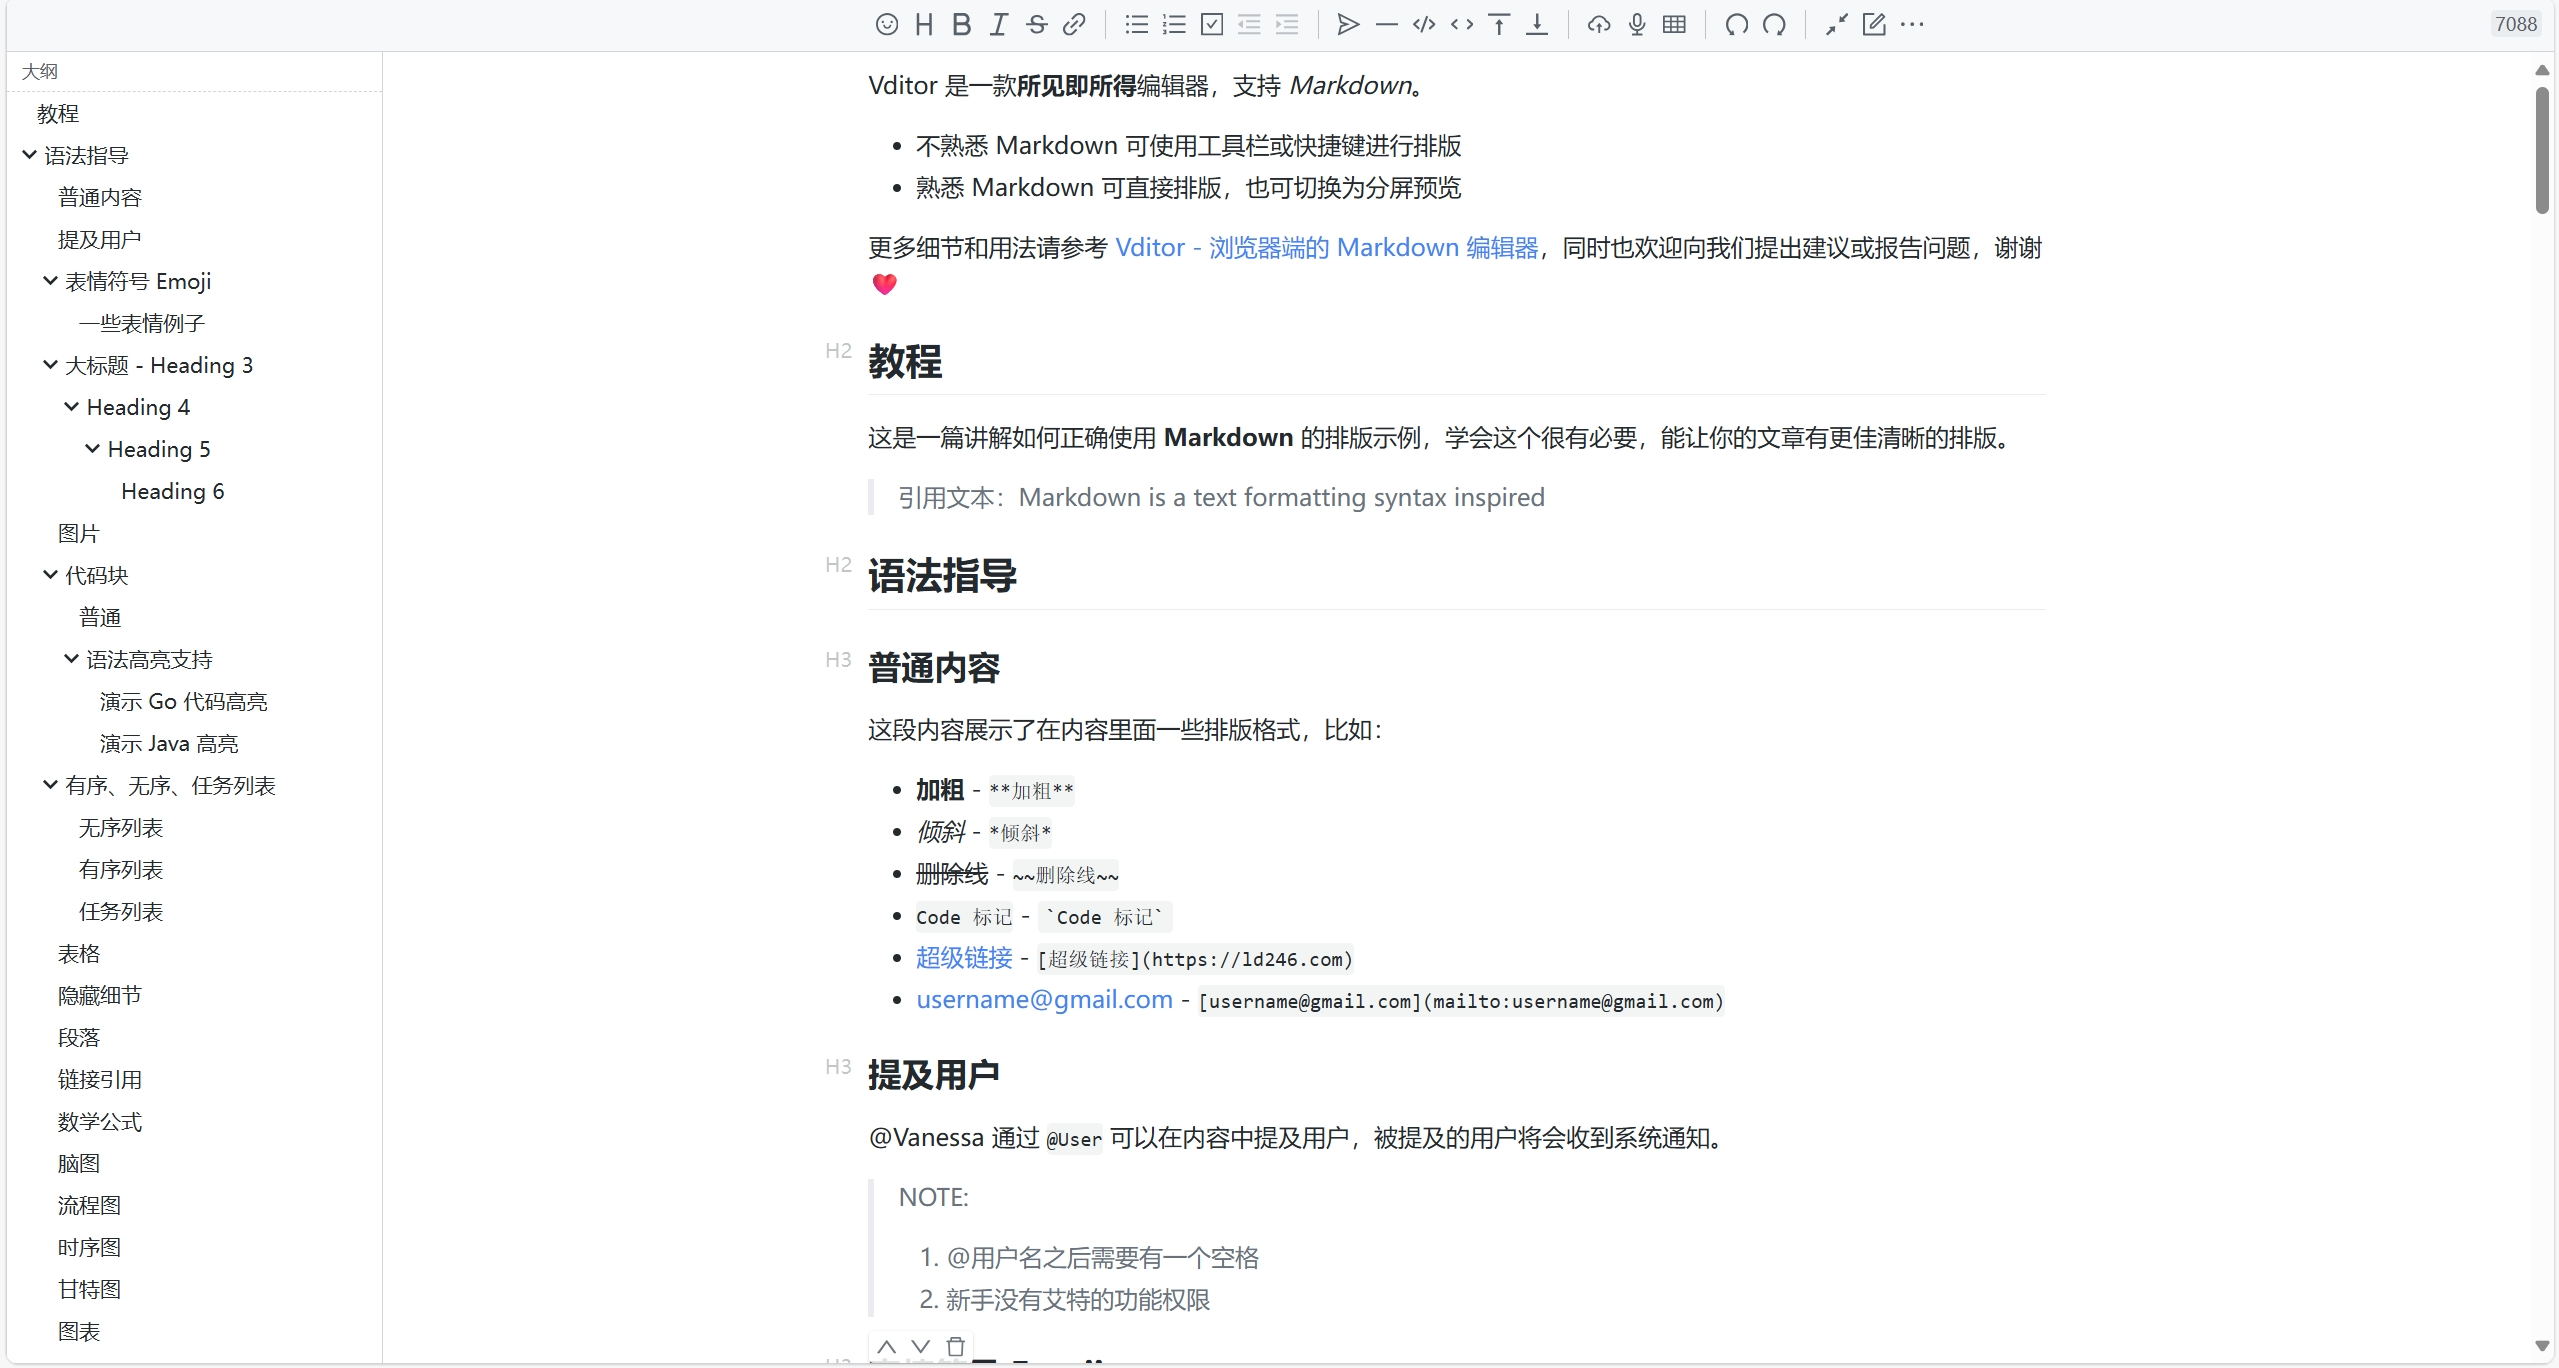 7088
大纲
教程
语法指导
普通内容
提及用户
表情符号 Emoji
一些表情例子
大标题 - Heading 3
Heading 4
Heading 5
Heading 6
图片
代码块
普通
语法高亮支持
演示 Go 代码高亮
演示 Java 高亮
有序、无序、任务列表
无序列表
有序列表
任务列表
表格
隐藏细节
段落
链接引用
数学公式
脑图
流程图
时序图
甘特图
图表
Vditor 是一款所见即所得编辑器，支持 Markdown。
不熟悉 Markdown 可使用工具栏或快捷键进行排版
熟悉 Markdown 可直接排版，也可切换为分屏预览
更多细节和用法请参考 Vditor - 浏览器端的 Markdown 编辑器，同时也欢迎向我们提出建议或报告问题，谢谢
❤️
H2 教程
这是一篇讲解如何正确使用 Markdown 的排版示例，学会这个很有必要，能让你的文章有更佳清晰的排版。
引用文本：Markdown is a text formatting syntax inspired
H2 语法指导
H3 普通内容
这段内容展示了在内容里面一些排版格式，比如：
加粗 - **加粗**
倾斜 - *倾斜*
删除线 - ~~删除线~~
Code 标记 - `Code 标记`
超级链接 - [超级链接](https://ld246.com)
username@gmail.com - [username@gmail.com](mailto:username@gmail.com)
H3 提及用户
@Vanessa 通过 @User 可以在内容中提及用户，被提及的用户将会收到系统通知。
NOTE:
1. @用户名之后需要有一个空格
2. 新手没有艾特的功能权限